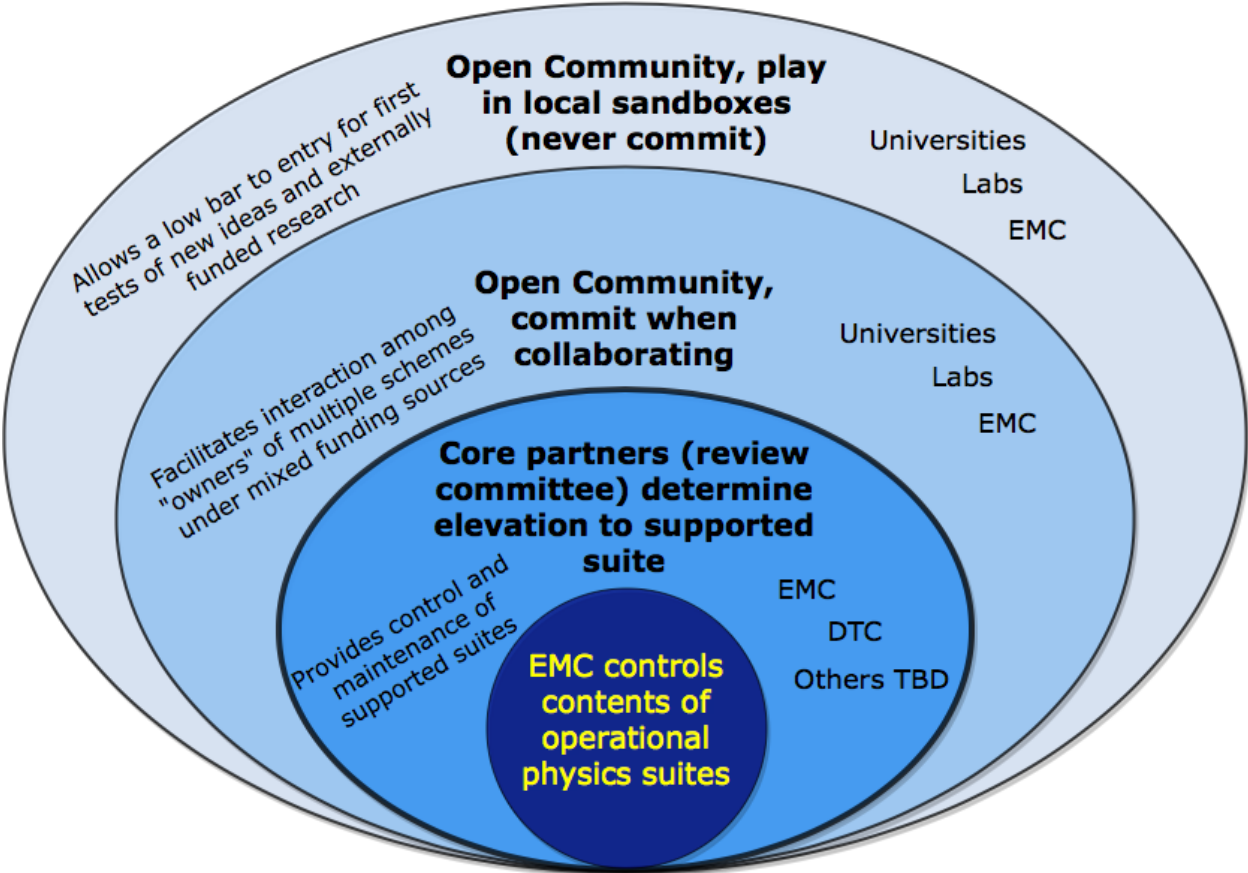 Open Community, play
in local sandboxes
(never commit)
Allows a low bar to entry for first
tests of new ideas and externally
funded research
Universities
Labs
EMC
Open Community,
commit when
collaborating
Facilitates interaction among
"owners" of multiple schemes
under mixed funding sources
Universities
Labs
EMC
Core partners (review
committee) determine
elevation to supported
suite
Provides control and
maintenance of
supported suites
EMC
DTC
Others TBD
EMC controls
contents of
operational
physics suites